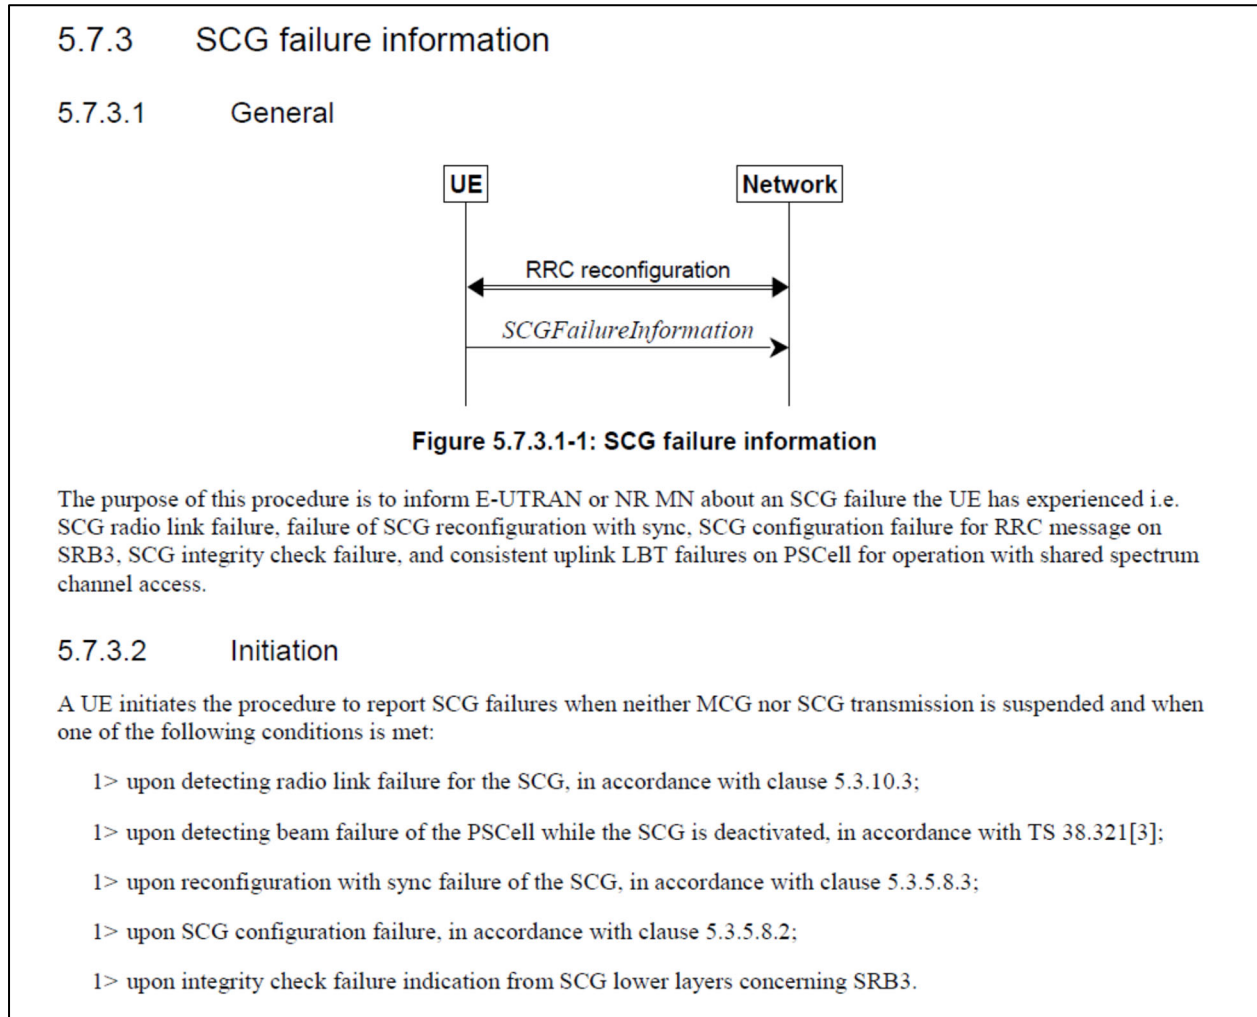 5.7.3 SCG failure information
5.7.3.1 General
UE Network
RRC reconfiguration
SCGFailureInformation
Figure 5.7.3.1-1: SCG failure information
The purpose of this procedure is to inform E-UTRAN or NR MN about an SCG failure the UE has experienced i.e.
SCG radio link failure, failure of SCG reconfiguration with sync, SCG configuration failure for RRC message on
SRB3, SCG integrity check failure, and consistent uplink LBT failures on PSCell for operation with shared spectrum
channel access.
5.7.3.2 Initiation
A UE initiates the procedure to report SCG failures when neither MCG nor SCG transmission is suspended and when
one of the following conditions is met:
1> upon detecting radio link failure for the SCG, in accordance with clause 5.3.10.3;
1> upon detecting beam failure of the PSCell while the SCG is deactivated, in accordance with TS 38.321[3];
1> upon reconfiguration with sync failure of the SCG, in accordance with clause 5.3.5.8.3;
1> upon SCG configuration failure, in accordance with clause 5.3.5.8.2;
1> upon integrity check failure indication from SCG lower layers concerning SRB3.